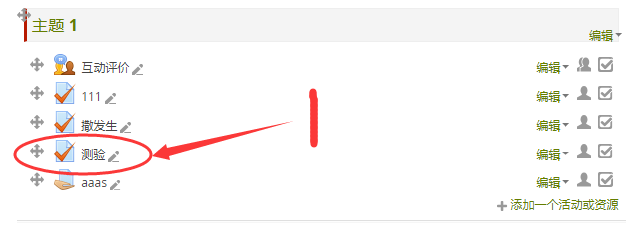 主题 1
编辑
互动评价 编辑
111 编辑
撒发生 编辑
测验 编辑
aaas 编辑
添加一个活动或资源